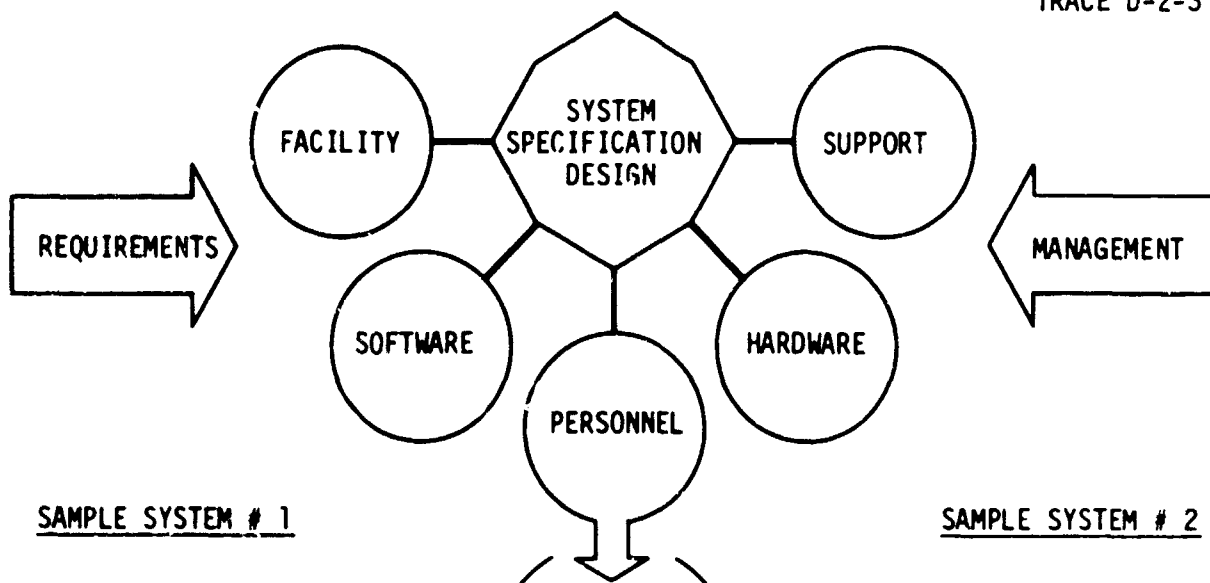 TRACE D-2-3
SYSTEM
SPECIFICATION
DESIGN
FACILITY
SUPPORT
REQUIREMENTS
MANAGEMENT
SOFTWARE
HARDWARE
PERSONNEL
SAMPLE SYSTEM # 1
SAMPLE SYSTEM # 2